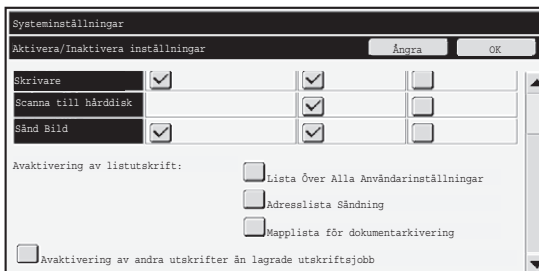 Systeminställningar
Aktivera/Inaktivera inställningar Ångra OK
Skrivare
Scanna till hårddisk
Sänd Bild
Avaktivering av listutskrift:
Lista Över Alla Användarinställningar
Adresslista Sändning
Mapplista för dokumentarkivering
Avaktivering av andra utskrifter än lagrade utskriftsjobb